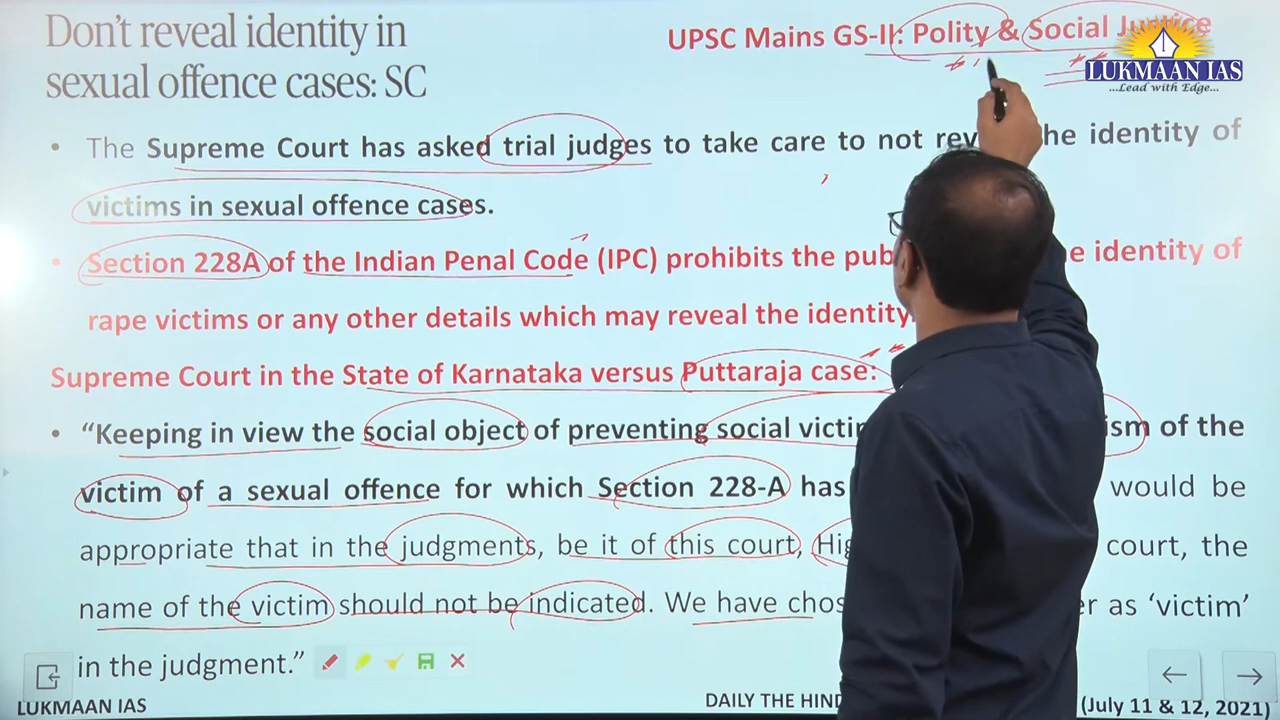 Don't reveal identity in
sexual offence cases: SC
UPSC Mains GS-II: Polity & Social Justice
LUKMAAN IAS
...Lead with Edge...
• The Supreme Court has asked trial judges to take care to not rev he identity of
victims in sexual offence cases.
• Section 228A of the Indian Penal Code (IPC) prohibits the pub e identity of
rape victims or any other details which may reveal the identity.
Supreme Court in the State of Karnataka versus Puttaraja case:
• “Keeping in view the social object of preventing social victi ism of the
victim of a sexual offence for which Section 228-A has would be
appropriate that in the judgments, be it of this court, Hig court, the
name of the victim should not be indicated. We have chos er as ‘victim’
in the judgment.”
LUKMAAN IAS
DAILY THE HIND (July 11 & 12, 2021)